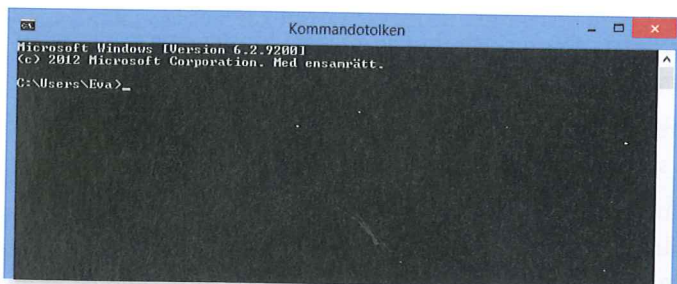 Kommandotolken
Microsoft Windows [Version 6.2.9200]
(c) 2012 Microsoft Corporation. Med ensamrätt.
C:\Users\Eva>_